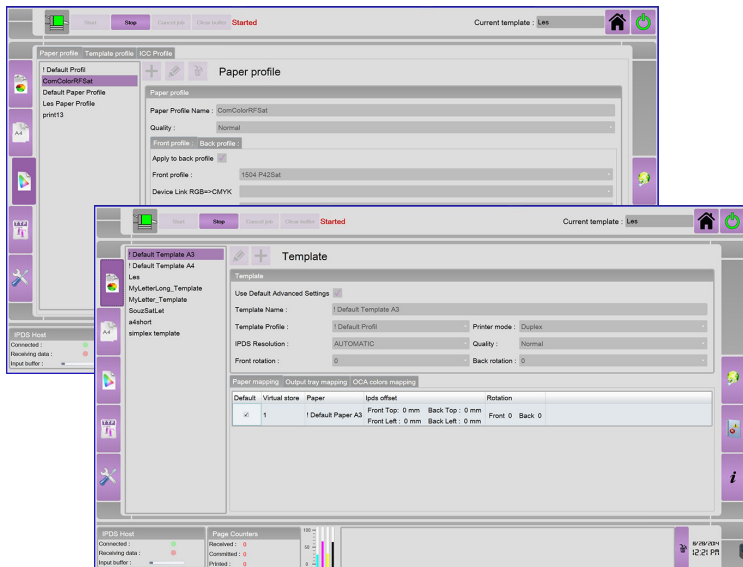 Start Stop Cancel job Clear buffer Started Current template : Les
Paper profile Template profile ICC Profile
! Default Profil
ComColorRFSat
Default Paper Profile
Les Paper Profile
print13
Paper profile
Paper profile
Paper Profile Name : ComColorRFSat
Quality : Normal
Front profile : Back profile :
Apply to back profile
Front profile : 1504 P42Sat
Device Link RGB=>CMYK
A4
IPDS Host
Connected :
Receiving data :
Input buffer :
Start Stop Cancel job Clear buffer Started Current template : Les
! Default Template A3
! Default Template A4
Les
MyLetterLong_Template
MyLetter_Template
SouzSatLet
a4short
simplex template
Template
Template
Use Default Advanced Settings
Template Name : ! Default Template A3
Template Profile : ! Default Profil Printer mode : Duplex
IPDS Resolution : AUTOMATIC Quality : Normal
Front rotation : 0 Back rotation : 0
Paper mapping Output tray mapping OCA colors mapping
Default Virtual store Paper Ipds offset Rotation
1 ! Default Paper A3 Front Top: 0 mm Back Top : 0 mm Front 0 Back 0
Front Left : 0 mm Back Left : 0 mm
A4
i
IPDS Host
Connected :
Receiving data :
Input buffer :
Page Counters
Received : 0
Committed : 0
Printed : 0
100
50
0
8/28/2014
12:21 PM